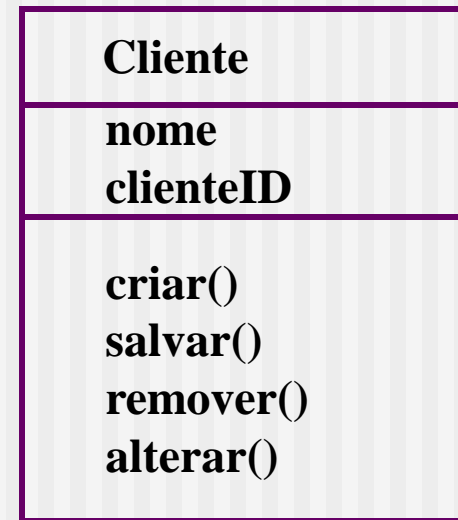 Cliente
nome
clienteID
criar()
salvar()
remover()
alterar()